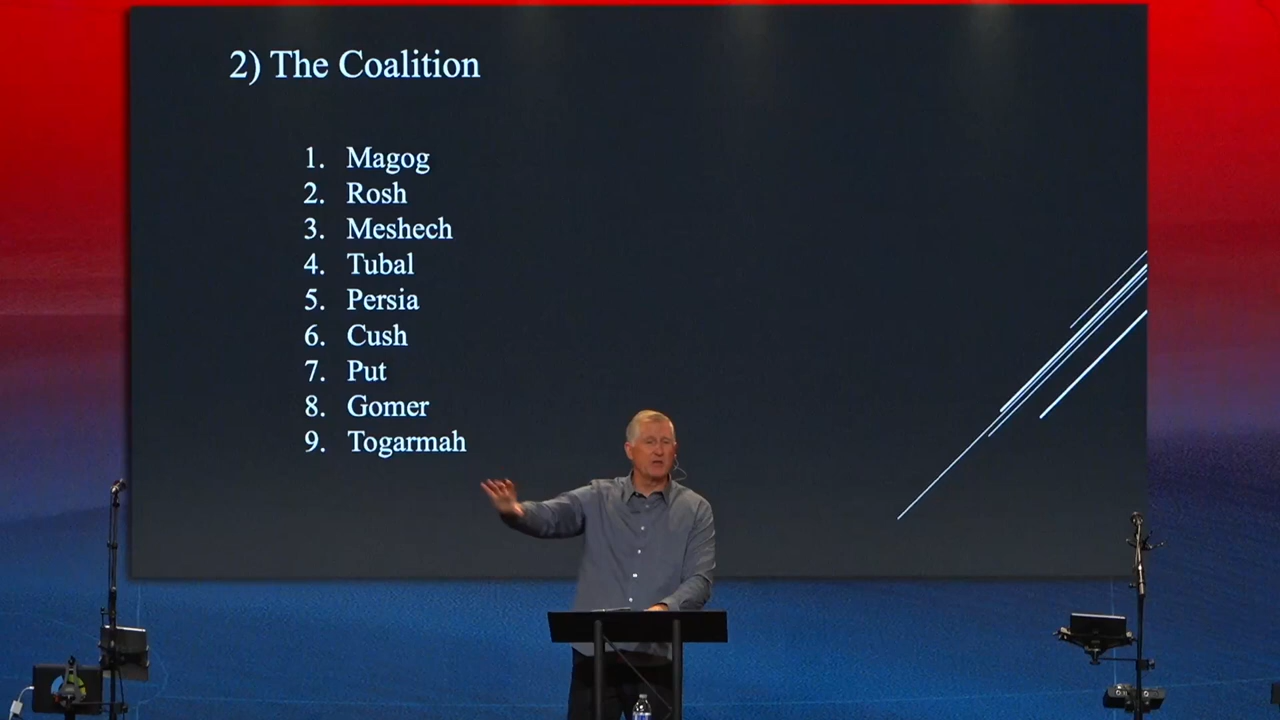 2) The Coalition
1. Magog
2. Rosh
3. Meshech
4. Tubal
5. Persia
6. Cush
7. Put
8. Gomer
9. Togarmah